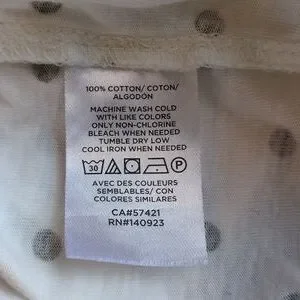 100% COTTON/ COTON/
ALGODÓN
MACHINE WASH COLD
WITH LIKE COLORS
ONLY NON-CHLORINE
BLEACH WHEN NEEDED
TUMBLE DRY LOW
COOL IRON WHEN NEEDED
30 P
AVEC DES COULEURS
SEMBLABLES/ CON
COLORES SIMILARES
CA#57421
RN#140923